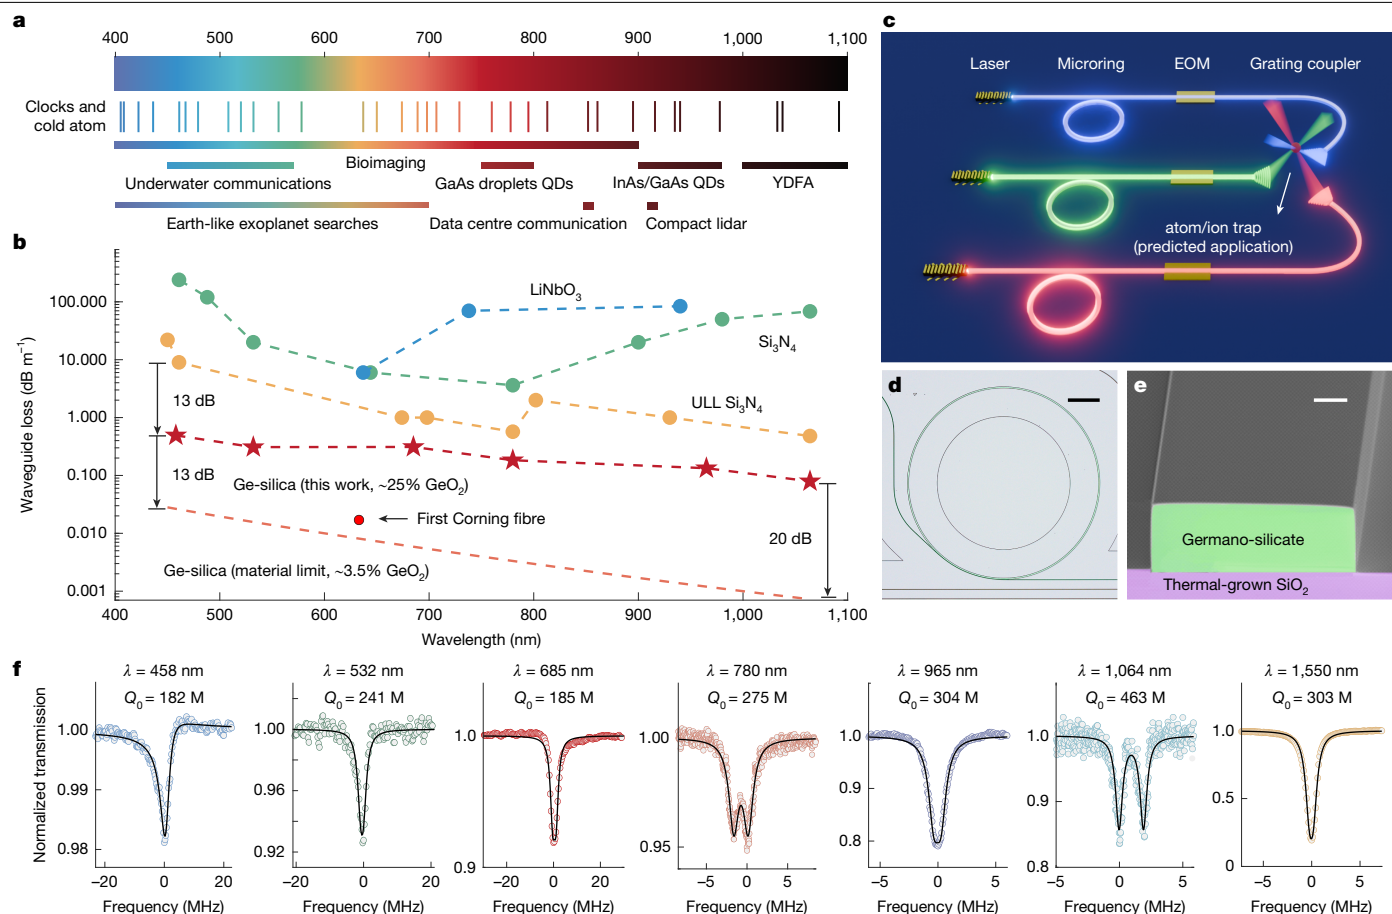 a
400 500 600 700 800 900 1,000 1,100
Clocks and
cold atom
Bioimaging
Underwater communications
GaAs droplets QDs
InAs/GaAs QDs
YDFA
Earth-like exoplanet searches
Data centre communication
Compact lidar
b
Waveguide loss (dB m⁻¹)
100.000
10.000
1.000
0.100
0.010
0.001
LiNbO₃
Si₃N₄
ULL Si₃N₄
13 dB
13 dB
20 dB
Ge-silica (this work, ~25% GeO₂)
First Corning fibre
Ge-silica (material limit, ~3.5% GeO₂)
400 500 600 700 800 900 1,000 1,100
Wavelength (nm)
c
Laser Microring EOM Grating coupler
atom/ion trap
(predicted application)
d
e
Germano-silicate
Thermal-grown SiO₂
f
Normalized transmission
λ = 458 nm
Q₀ = 182 M
1.00
0.99
0.98
−20 0 20
Frequency (MHz)
λ = 532 nm
Q₀ = 241 M
1.00
0.96
0.92
−20 0 20
Frequency (MHz)
λ = 685 nm
Q₀ = 185 M
1.0
0.9
−20 0 20
Frequency (MHz)
λ = 780 nm
Q₀ = 275 M
1.00
0.95
−5 0 5
Frequency (MHz)
λ = 965 nm
Q₀ = 304 M
1.0
0.9
0.8
−5 0 5
Frequency (MHz)
λ = 1,064 nm
Q₀ = 463 M
1.0
0.9
0.8
−5 0 5
Frequency (MHz)
λ = 1,550 nm
Q₀ = 303 M
1.0
0.5
0
−5 0 5
Frequency (MHz)